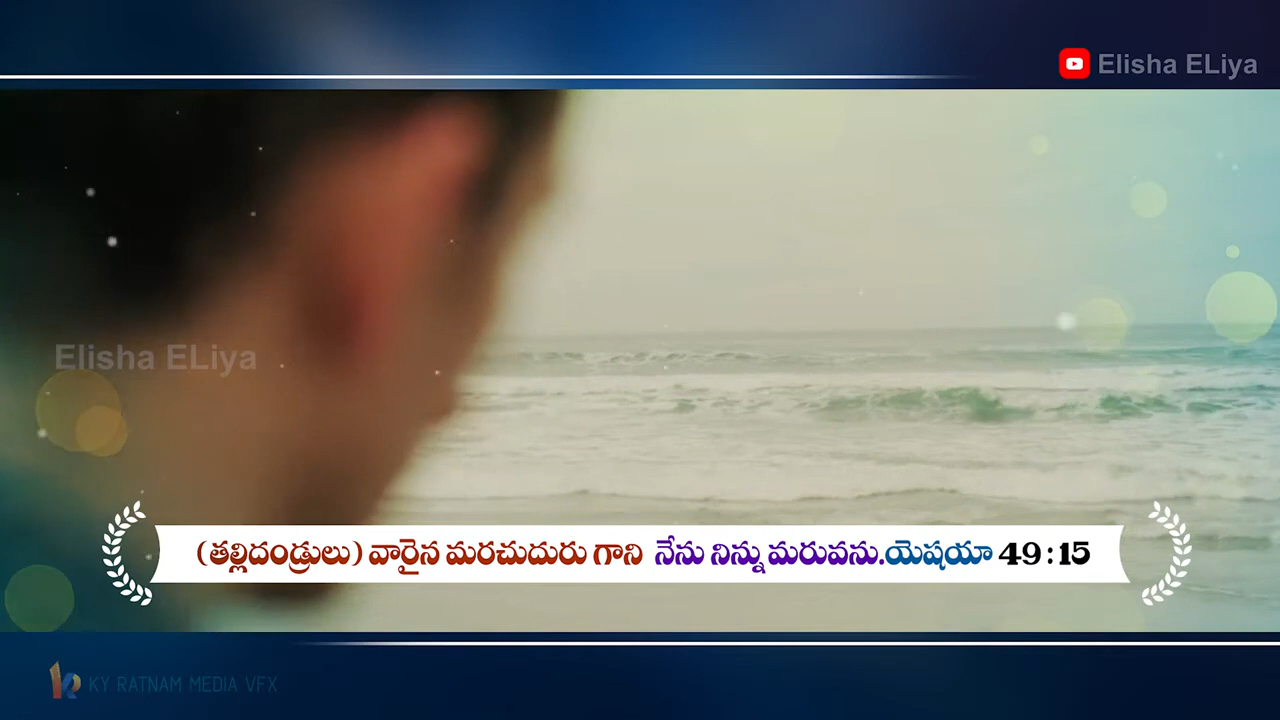 Elisha ELiya
Elisha ELiya
(తల్లిదండ్రులు) వారైన మరచుదురు గాని నేను నిన్ను మరువను.యెషయా 49:15
KY RATNAM MEDIA VFX